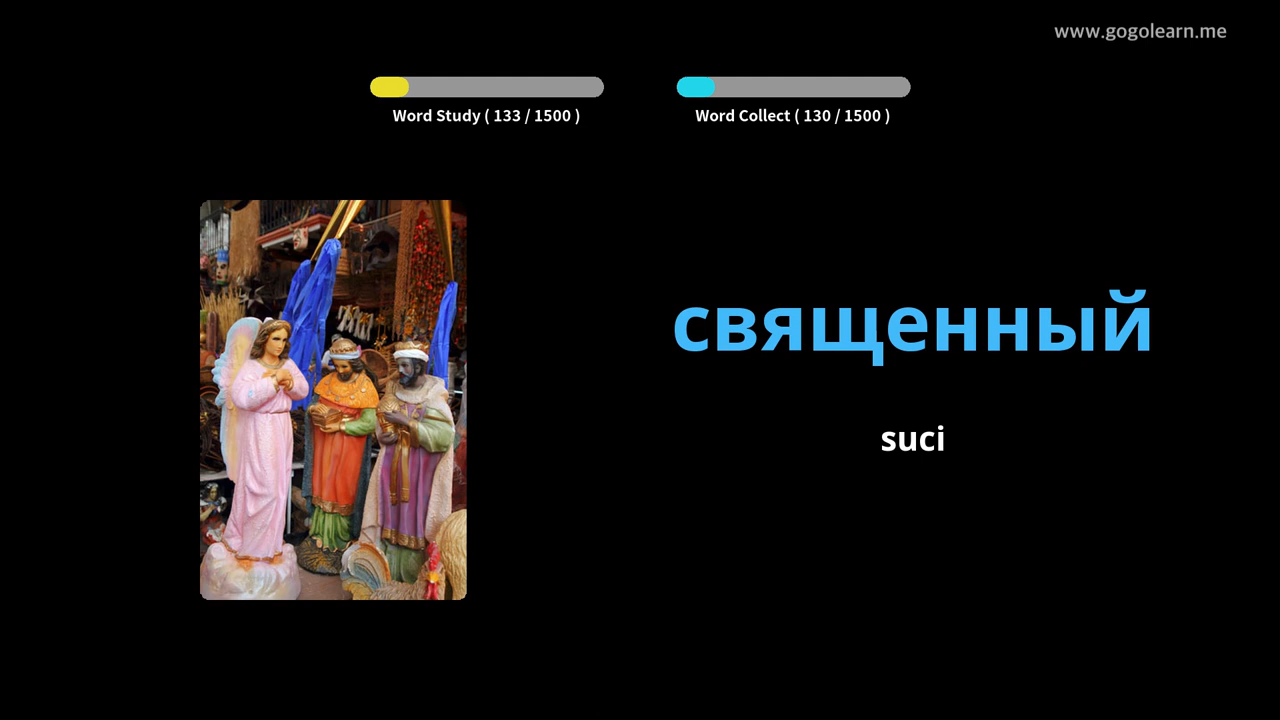 www.gogolearn.me
Word Study ( 133 / 1500 )
Word Collect ( 130 / 1500 )
священный
suci